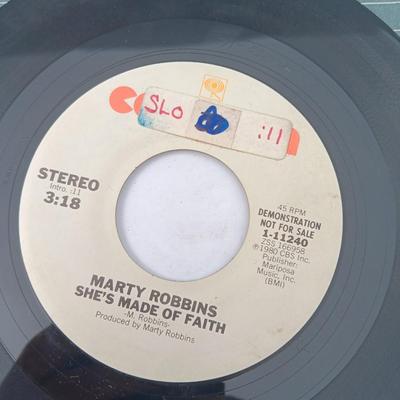 SLO :11
STEREO
Intro. :11
3:18
45 RPM
DEMONSTRATION
NOT FOR SALE
1-11240
ZSS 166958
℗1980 CBS Inc.
Publisher:
Mariposa
Music, Inc.
(BMI)
MARTY ROBBINS
SHE'S MADE OF FAITH
-M. Robbins-
Produced by Marty Robbins